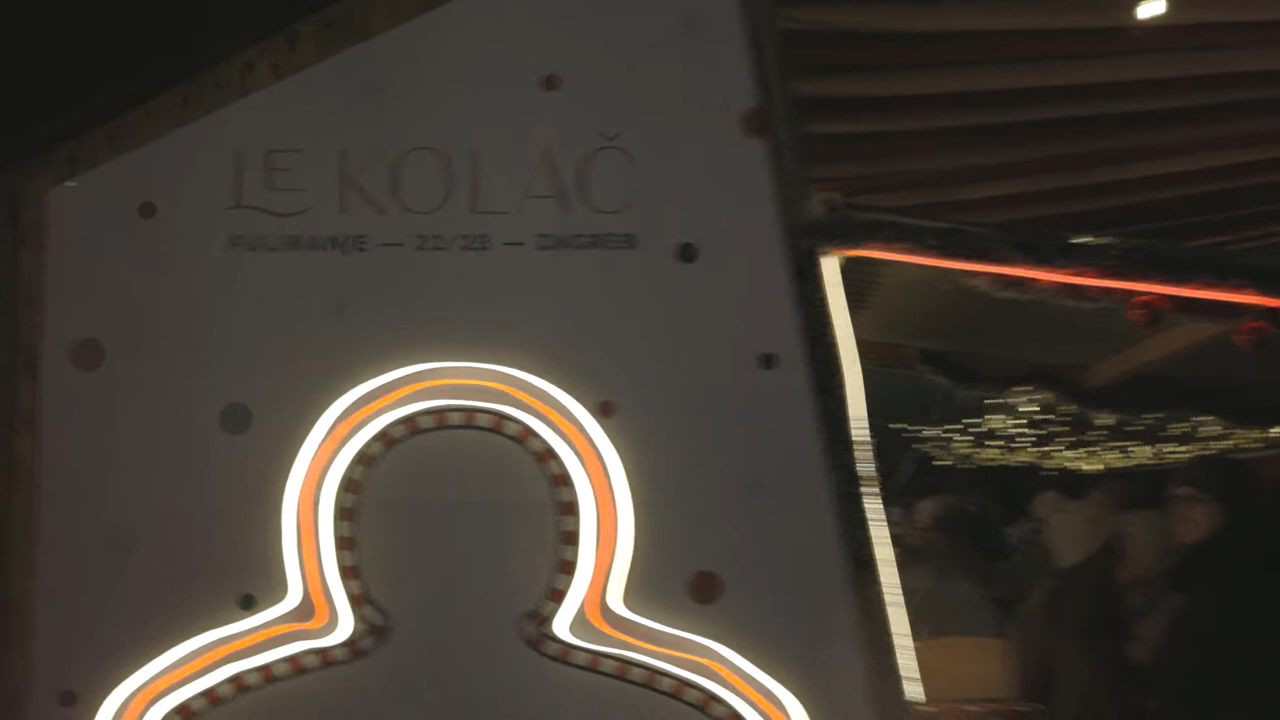 LE KOLAČ
FULIRANJE — 22/23 — ZAGREB